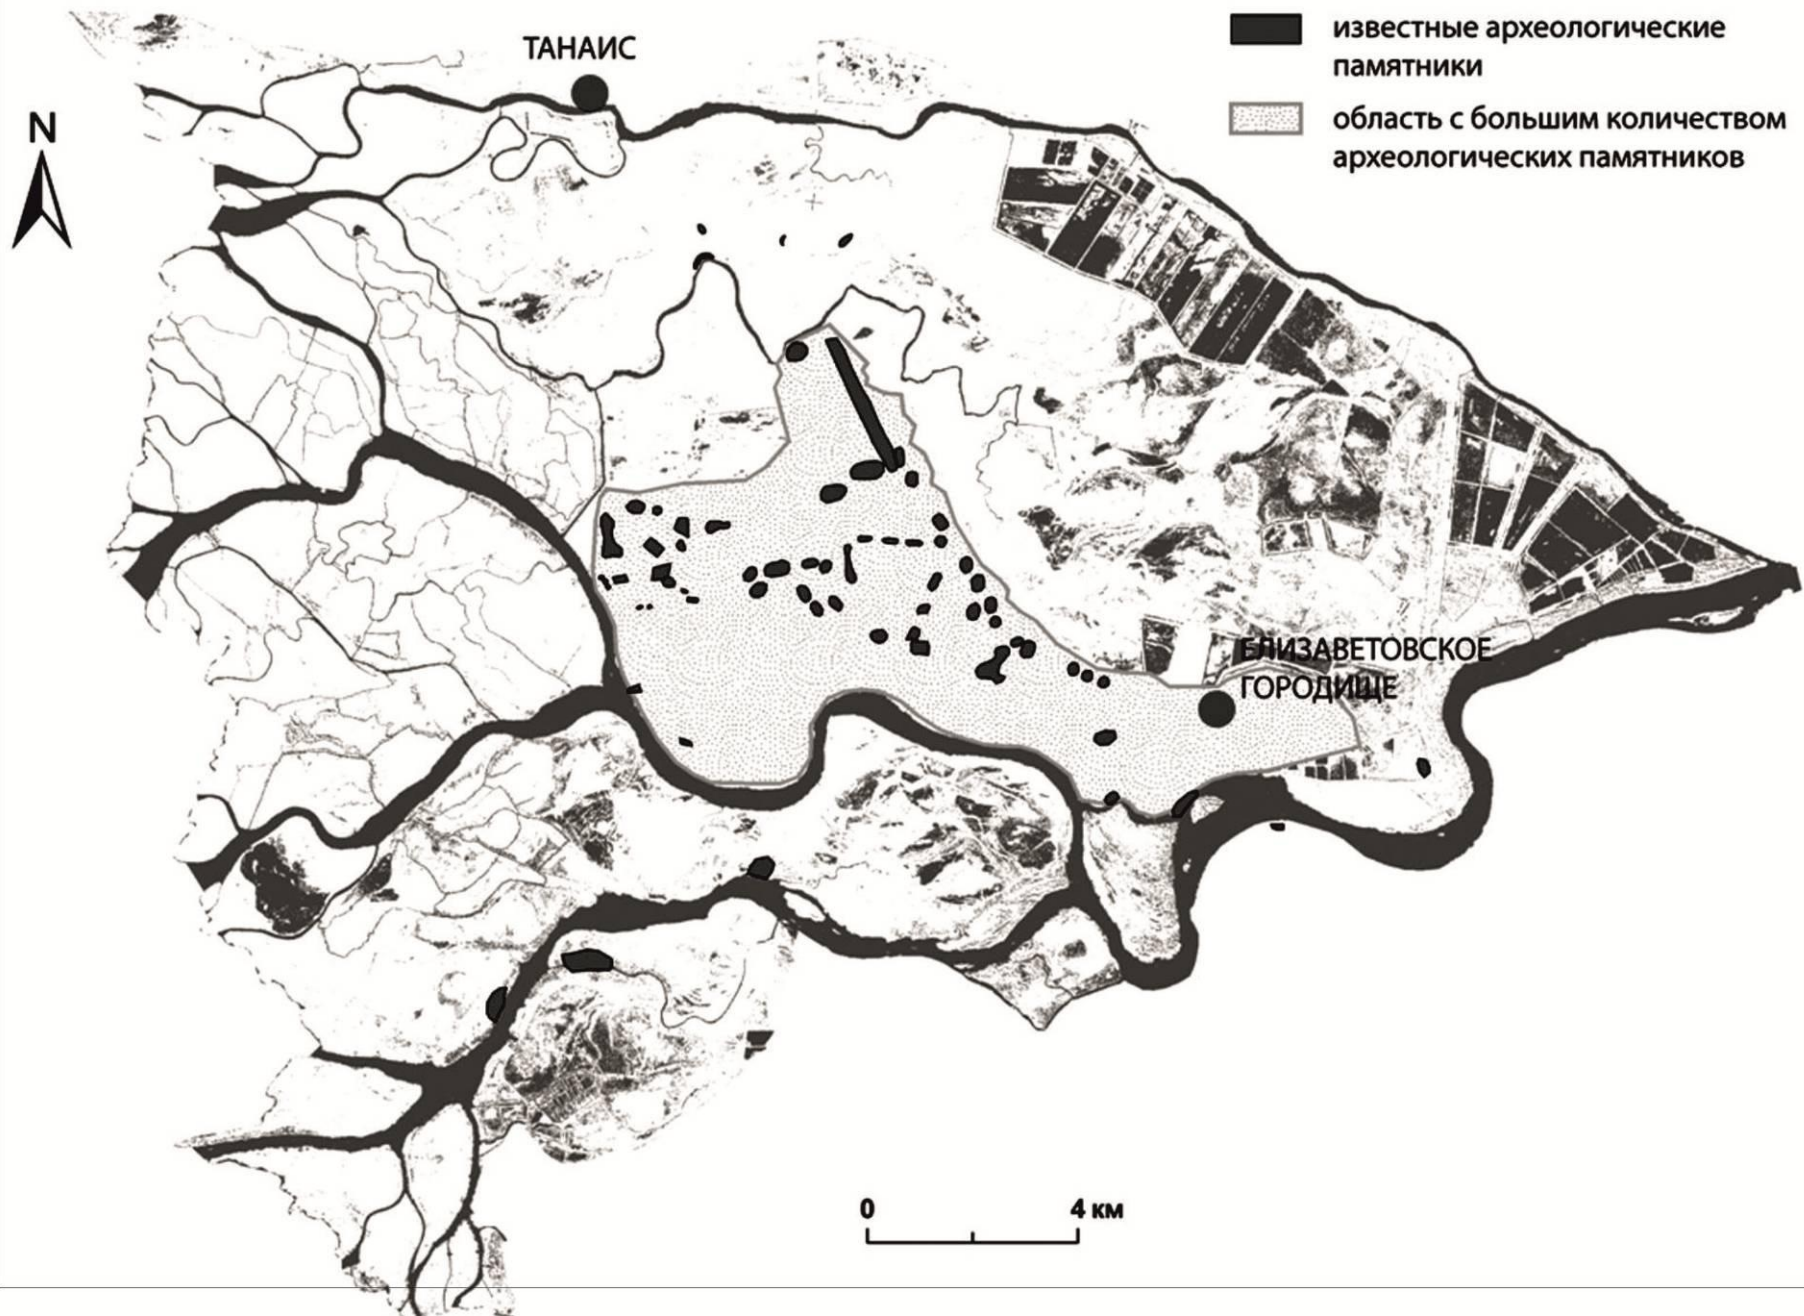 ТАНАИС
известные археологические
памятники
область с большим количеством
археологических памятников
N
ЕЛИЗАВЕТОВСКОЕ
ГОРОДИЩЕ
0 4 км